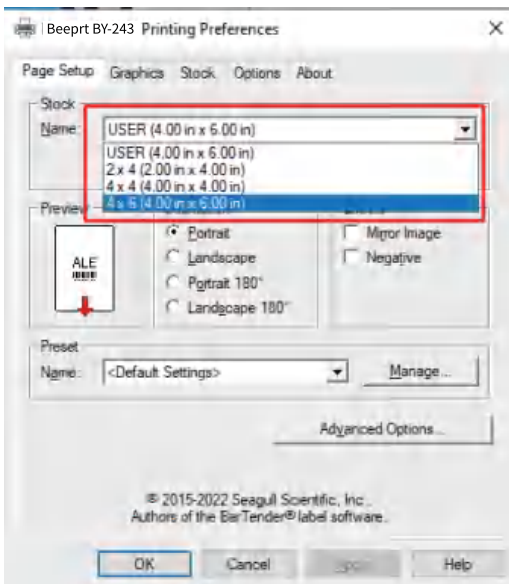 Beeprt BY-243 Printing Preferences
Page Setup Graphics Stock Options About
Stock
Name: USER (4.00 in x 6.00 in)
USER (4.00 in x 6.00 in)
2 x 4 (2.00 in x 4.00 in)
4 x 4 (4.00 in x 4.00 in)
4 x 6 (4.00 in x 6.00 in)
Preview
ALE
Portrait
Landscape
Portrait 180°
Landscape 180°
Mirror Image
Negative
Preset
Name: <Default Settings>
Manage...
Advanced Options...
© 2015-2022 Seagull Scientific, Inc.
Authors of the BarTender® label software.
OK Cancel Help